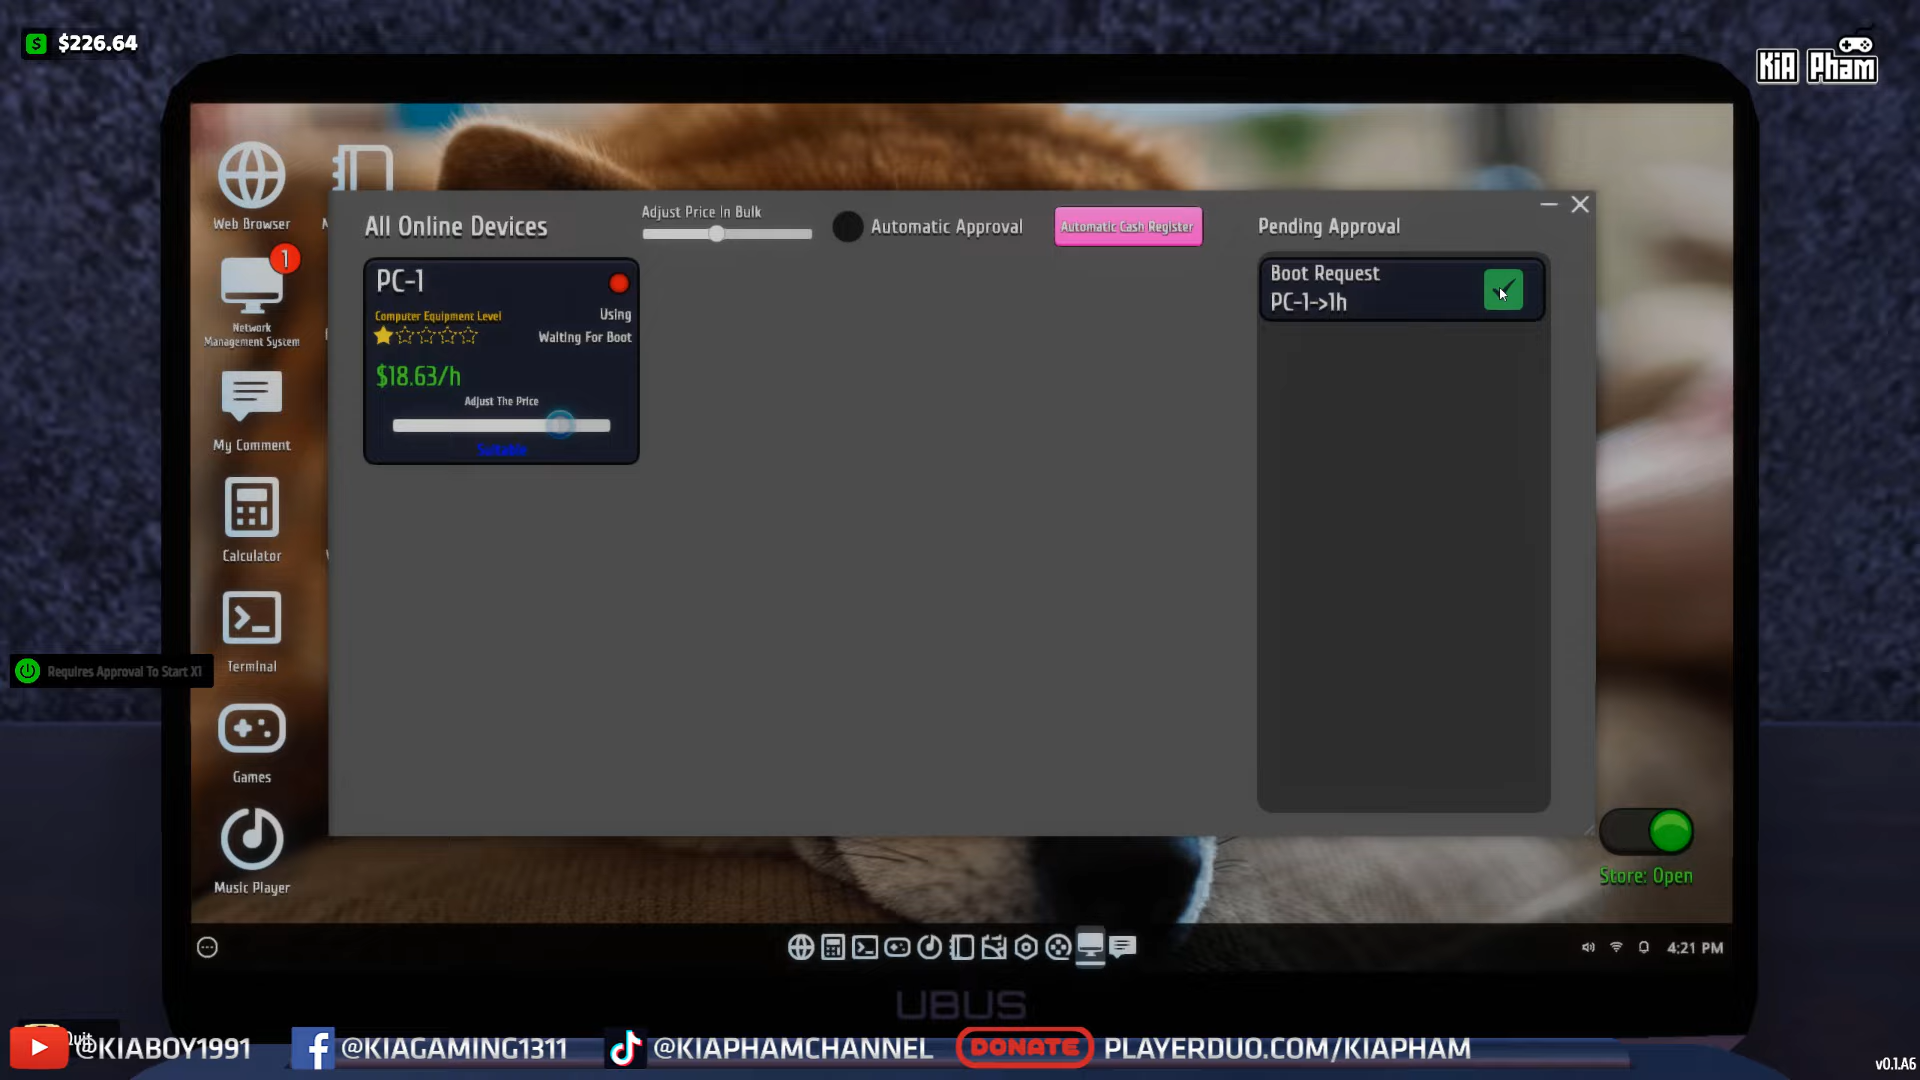 $226.64
KiA Pham
Web Browser
1
Network
Management System
My Comment
Calculator
Terminal
Games
Music Player
All Online Devices
Adjust Price In Bulk
Automatic Approval
Automatic Cash Register
Pending Approval
PC-1
Computer Equipment Level
Using
Waiting For Boot
$18.63/h
Adjust The Price
Suitable
Boot Request
PC-1->1h
Requires Approval To Start X1
Store: Open
4:21 PM
UBUS
Quit
@KIABOY1991
@KIAGAMING1311
@KIAPHAMCHANNEL
DONATE
PLAYERDUO.COM/KIAPHAM
v0.1.A6